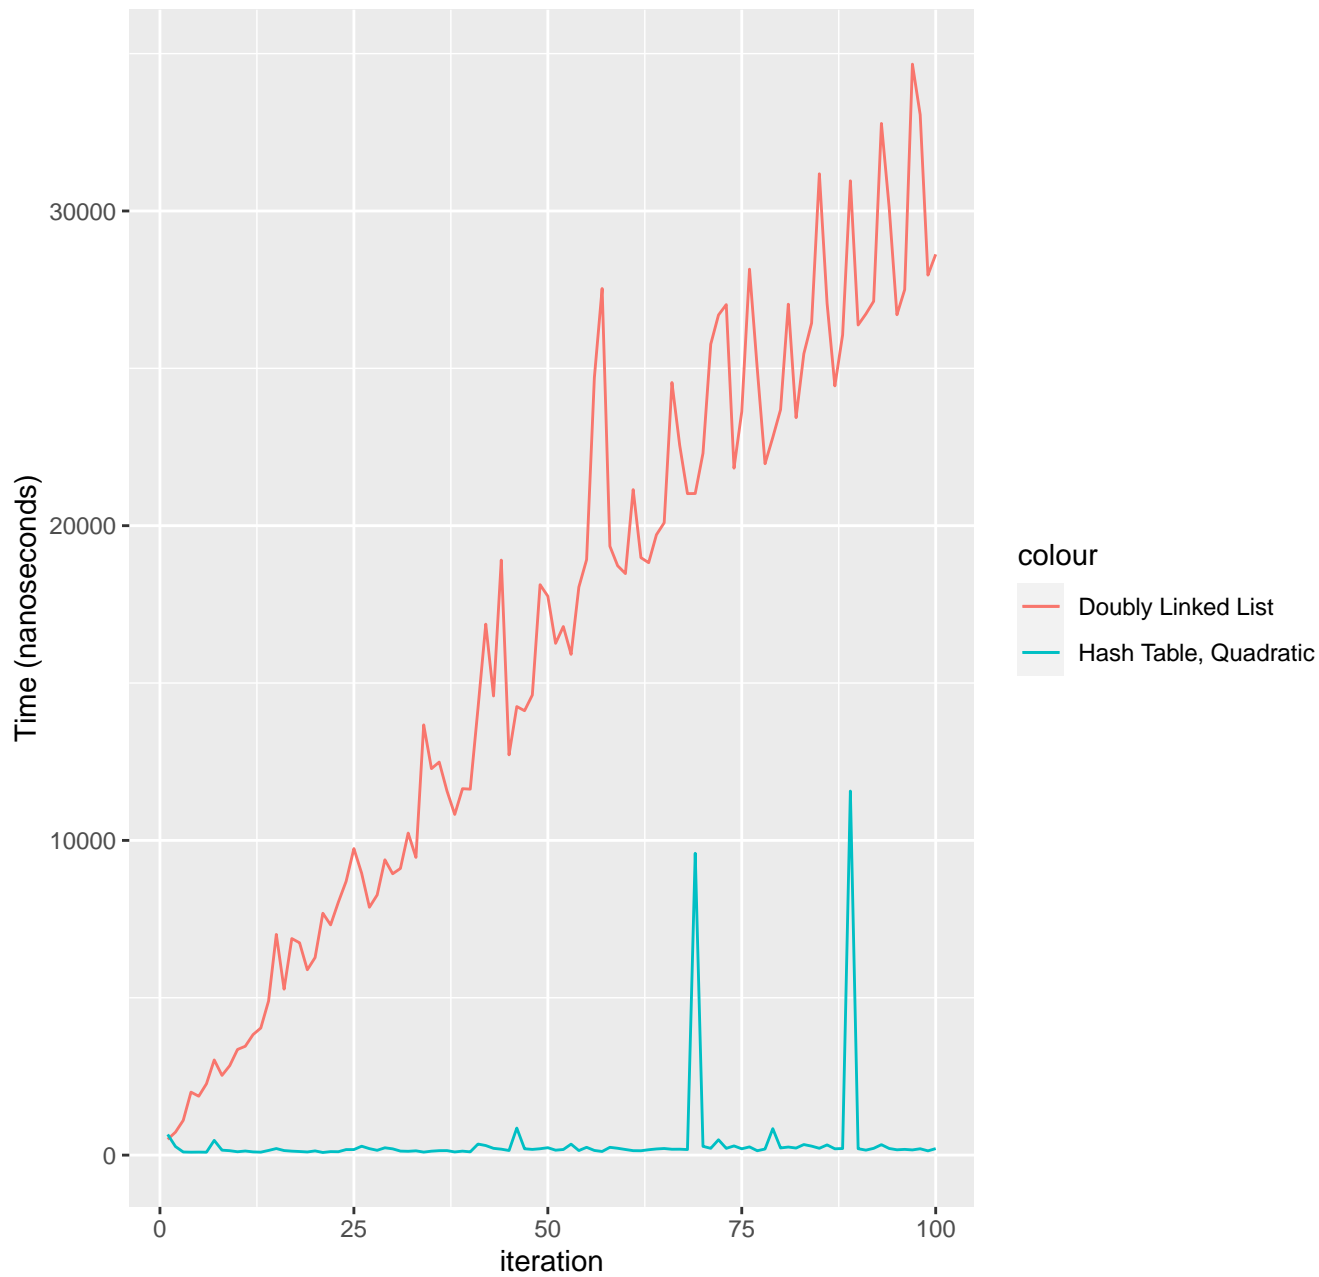 30000
20000
10000
0
Time (nanoseconds)
0
25
50
75
100
iteration
colour
Doubly Linked List
Hash Table, Quadratic